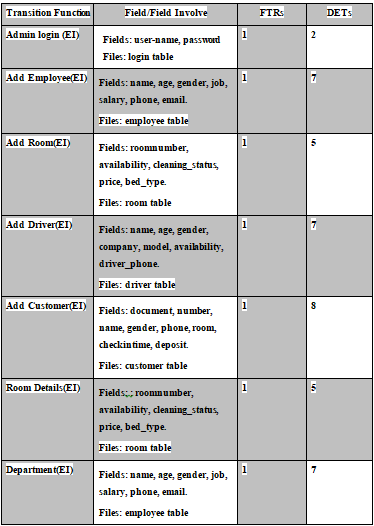 Transition Function Field/Field Involve FTRs DETs
Admin login (EI) Fields: user-name, password 1 2
Files: login table
Add Employee(EI) Fields: name, age, gender, job, 1 7
salary, phone, email.
Files: employee table
Add Room(EI) Fields: roomnumber, 1 5
availability, cleaning_status,
price, bed_type.
Files: room table
Add Driver(EI) Fields: name, age, gender, 1 7
company, model, availability,
driver_phone.
Files: driver table
Add Customer(EI) Fields: document, number, 1 8
name, gender, phone, room,
checkintime, deposit.
Files: customer table
Room Details(EI) Fields;.; roomnumber, 1 5
availability, cleaning_status,
price, bed_type.
Files: room table
Department(EI) Fields: name, age, gender, job, 1 7
salary, phone, email.
Files: employee table